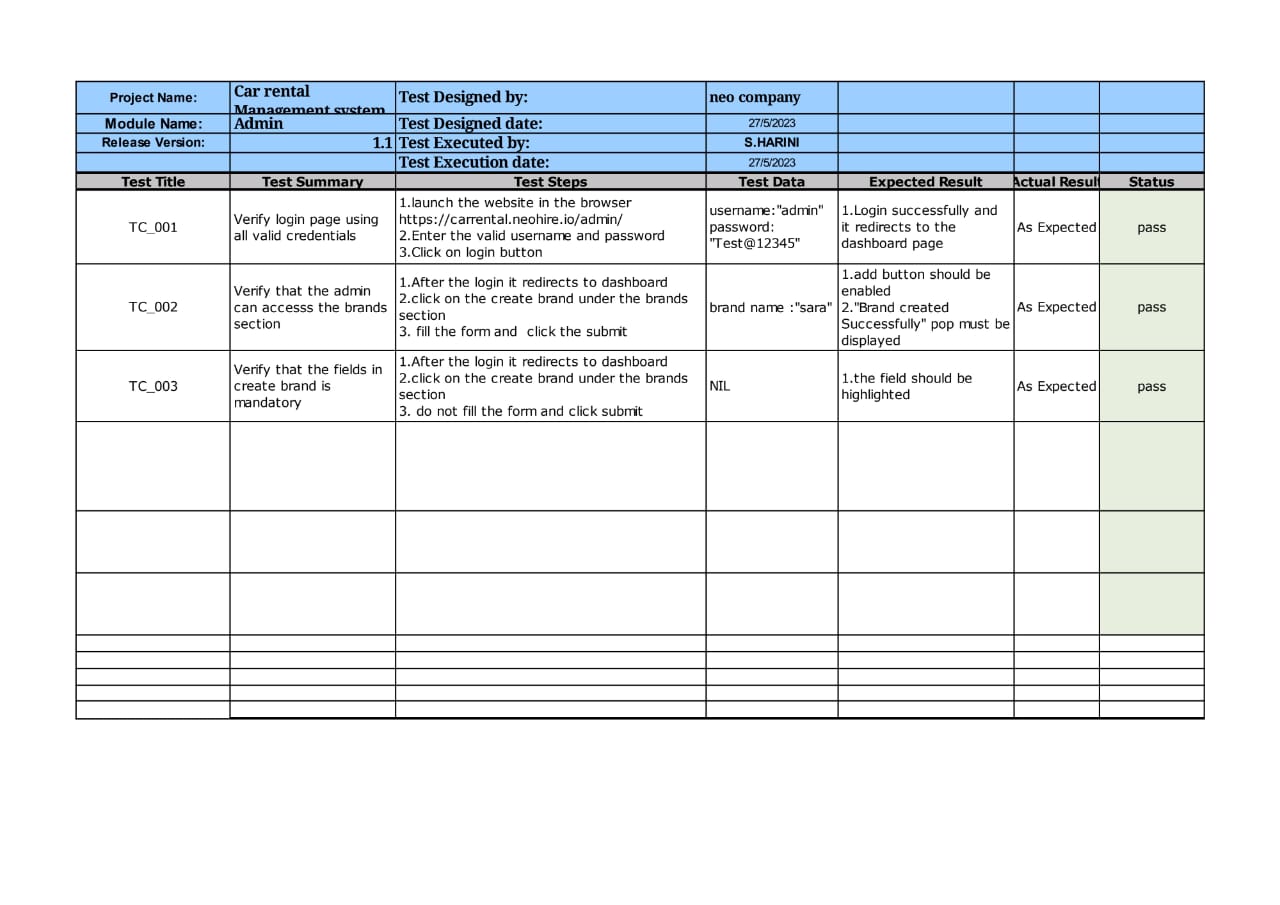 Project Name:
Car rental
Management system
Test Designed by:
neo company
Module Name:
Admin
Test Designed date:
27/5/2023
Release Version:
1.1
Test Executed by:
S.HARINI
Test Execution date:
27/5/2023
Test Title
Test Summary
Test Steps
Test Data
Expected Result
Actual Result
Status
TC_001
Verify login page using
all valid credentials
1.launch the website in the browser
https://carrental.neohire.io/admin/
2.Enter the valid username and password
3.Click on login button
username:"admin"
password:
"Test@12345"
1.Login successfully and
it redirects to the
dashboard page
As Expected
pass
TC_002
Verify that the admin
can accesss the brands
section
1.After the login it redirects to dashboard
2.click on the create brand under the brands
section
3. fill the form and  click the submit
brand name :"sara"
1.add button should be
enabled
2."Brand created
Successfully" pop must be
displayed
As Expected
pass
TC_003
Verify that the fields in
create brand is
mandatory
1.After the login it redirects to dashboard
2.click on the create brand under the brands
section
3. do not fill the form and click submit
NIL
1.the field should be
highlighted
As Expected
pass